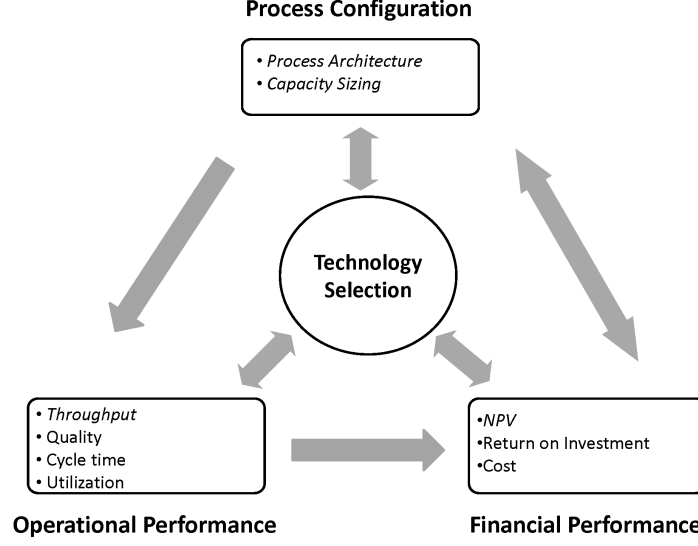 Process Configuration
• Process Architecture
• Capacity Sizing
Technology
Selection
• Throughput
• Quality
• Cycle time
• Utilization
•NPV
•Return on Investment
•Cost
Operational Performance
Financial Performance